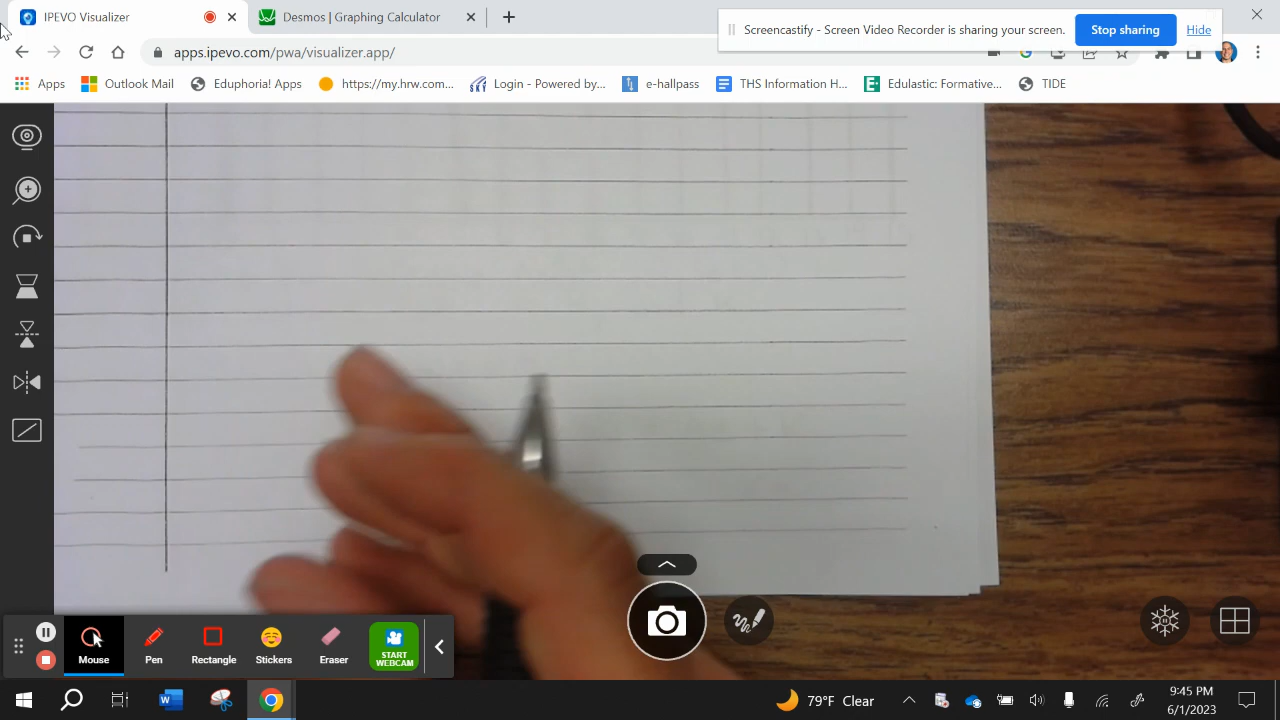 IPEVO Visualizer
Desmos | Graphing Calculator
Screencastify - Screen Video Recorder is sharing your screen.
Stop sharing
Hide
apps.ipevo.com/pwa/visualizer.app/
Apps
Outlook Mail
Eduphoria! A...
https://my.hrw.com...
Login - Powered by...
e-hallpass
THS Information H...
Edulastic: Formative...
TIDE
Mouse
Pen
Rectangle
Stickers
Eraser
START
WEBCAM
79°F Clear
9:45 PM
6/1/2023